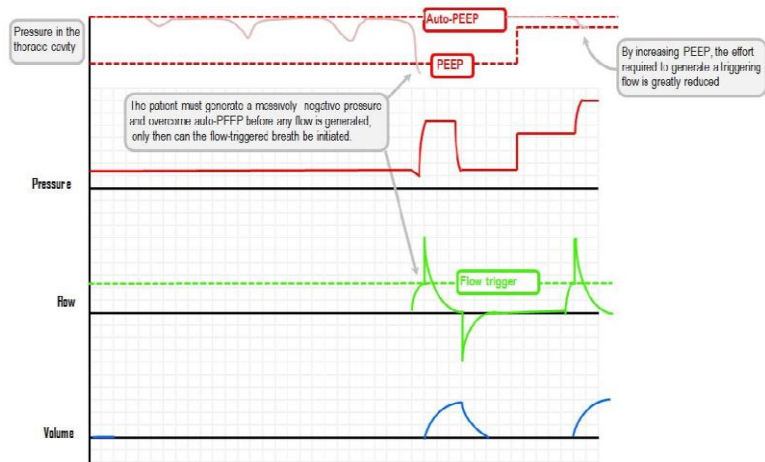 Pressure in the
thoracic cavity
Auto-PEEP
PEEP
By increasing PEEP, the effort
required to generate a triggering
flow is greatly reduced
The patient must generate a massively negative pressure
and overcome auto-PEEP before any flow is generated,
only then can the flow-triggered breath be initiated.
Pressure
Flow trigger
Flow
Volume